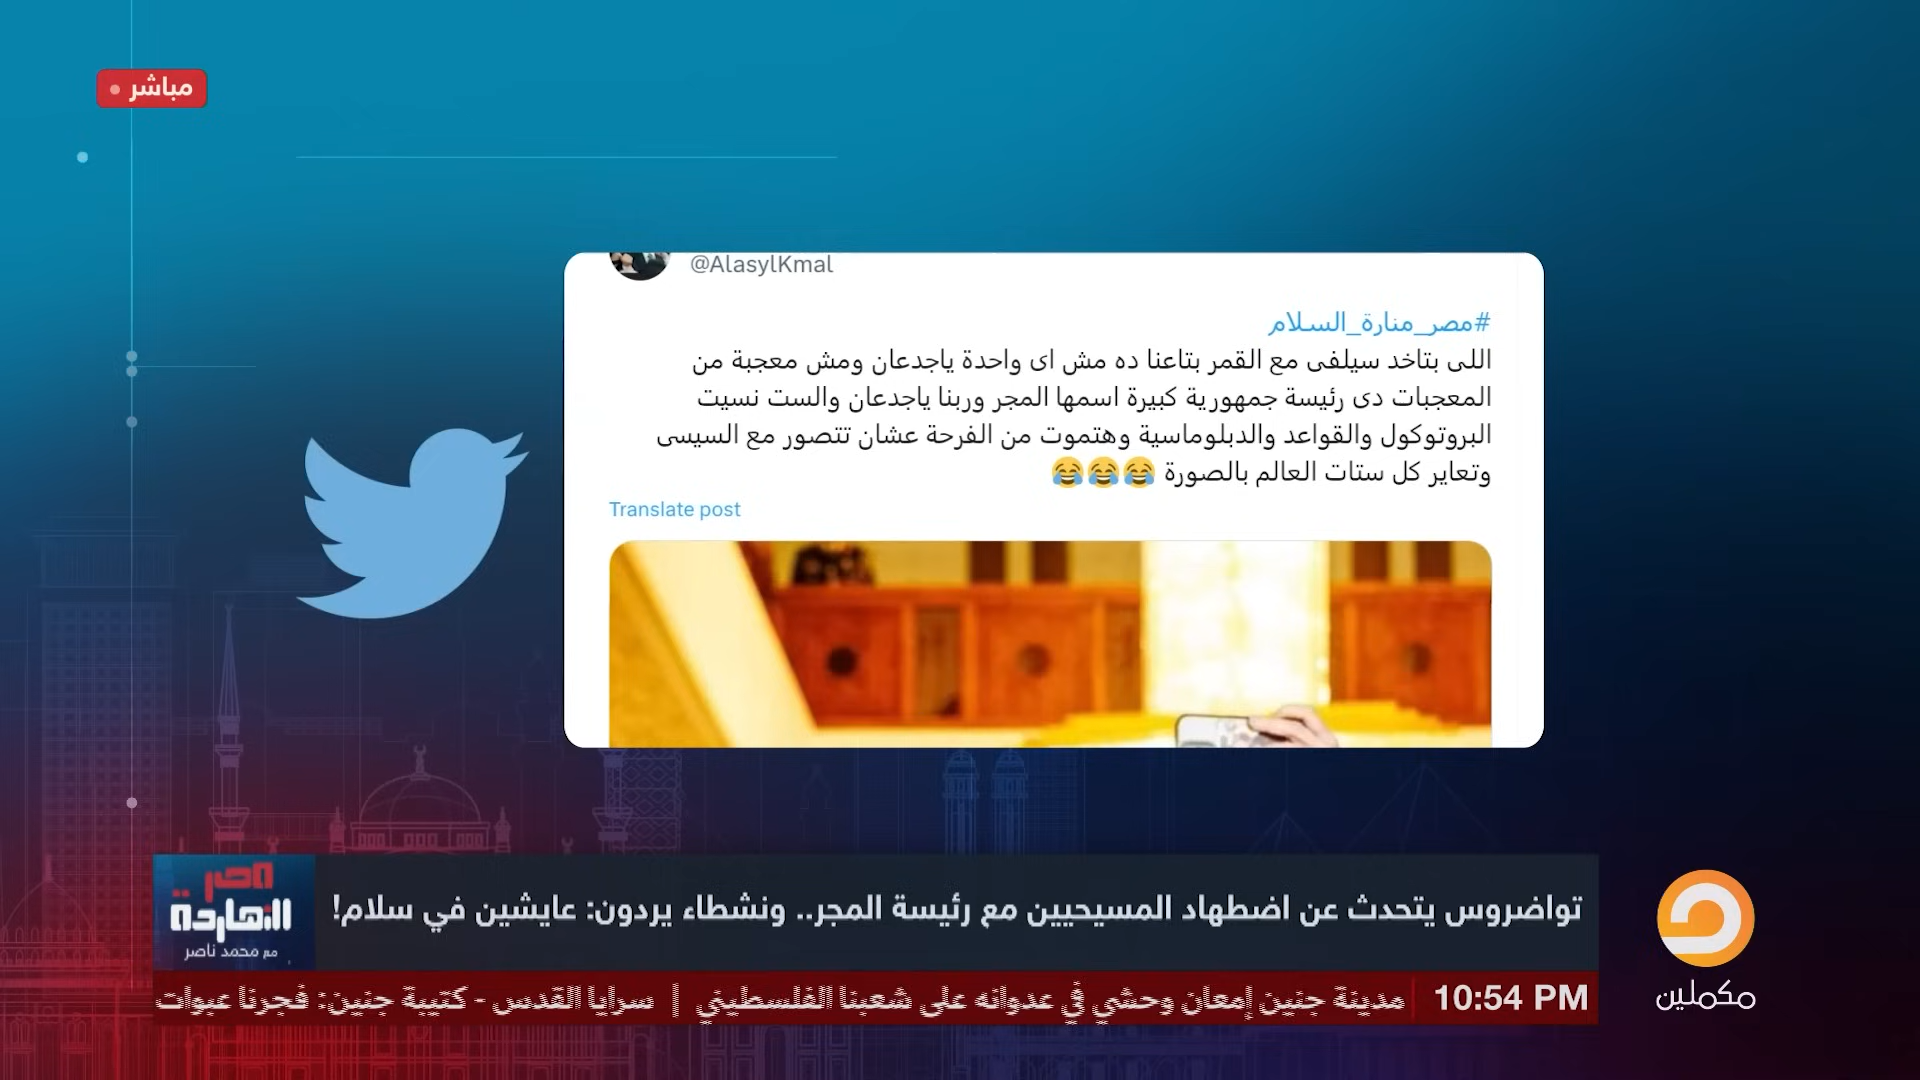 مباشر
@AlasylKmal
#مصر_منارة_السلام
اللى بتاخد سيلفى مع القمر بتاعنا ده مش اى واحدة ياجدعان ومش معجبة من
المعجبات دى رئيسة جمهورية كبيرة اسمها المجر وربنا ياجدعان والست نسيت
البروتوكول والقواعد والدبلوماسية وهتموت من الفرحة عشان تتصور مع السيسى
وتعاير كل ستات العالم بالصورة 😂😂😂
Translate post
مصر
النهاردة
مع محمد ناصر
تواضروس يتحدث عن اضطهاد المسيحيين مع رئيسة المجر.. ونشطاء يردون: عايشين في سلام!
10:54 PM
مدينة جنين إمعان وحشي في عدوانه على شعبنا الفلسطيني | سرايا القدس - كتيبة جنين: فجرنا عبوات
مكملين